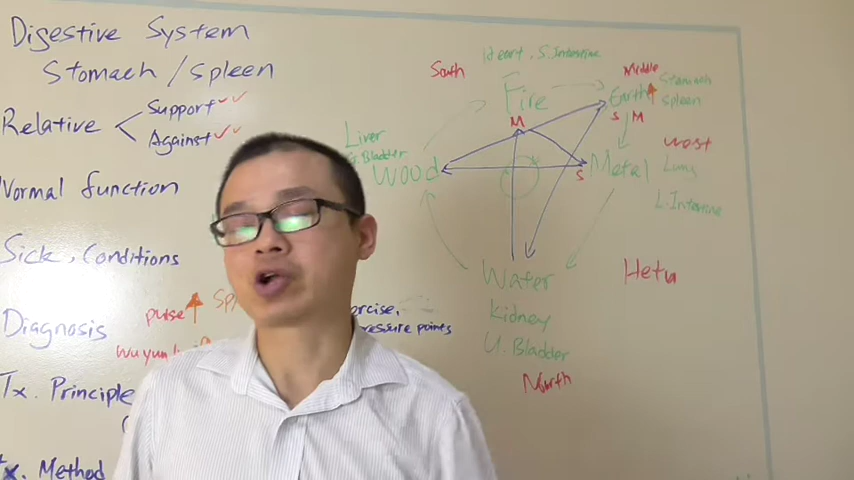 Digestive System
Stomach / Spleen
Relative
Support
Against
Normal function
Sick, Conditions
Diagnosis
pulse
Tx. Principle
Tx. Method
pressure points
South
Heart, S. Intestine
Fire
M
Middle
Earth
Stomach
Spleen
S M
West
Metal
Lung
L. Intestine
S
Liver
G. Bladder
Wood
Water
Kidney
U. Bladder
North
Hetu